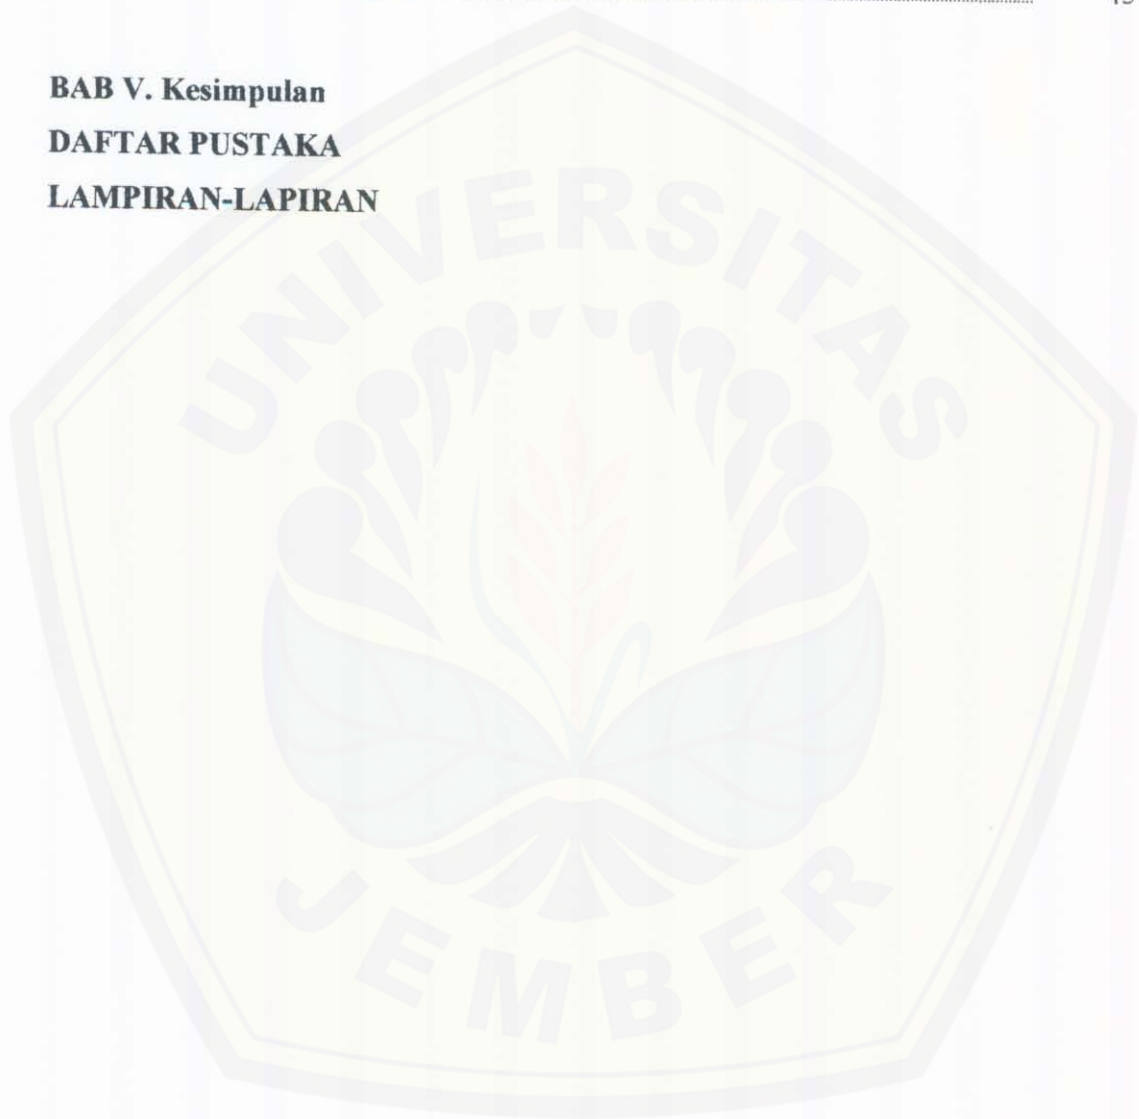 BAB V. Kesimpulan
DAFTAR PUSTAKA
LAMPIRAN-LAPIRAN
UNIVERSITAS
JEMBER